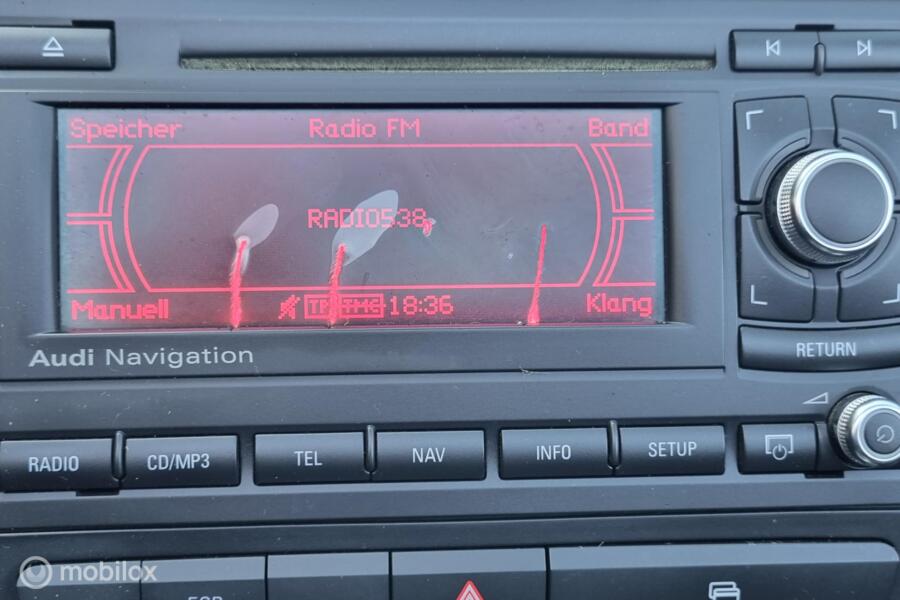 Speicher Radio FM Band
RADIO538
Manuell TP TMC 18:36 Klang
Audi Navigation
RETURN
RADIO CD/MP3 TEL NAV INFO SETUP
mobilox